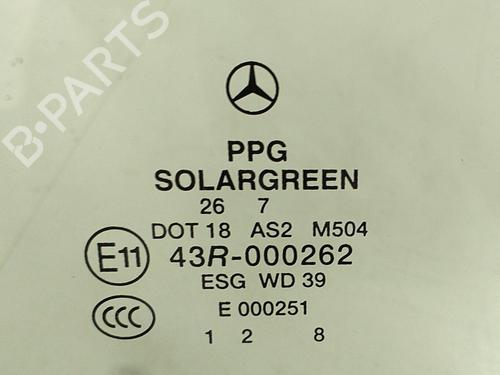 B-PARTS
PPG
SOLARGREEN
26 7
DOT 18 AS2 M504
E11 43R-000262
ESG WD 39
CCC E 000251
1 2 8